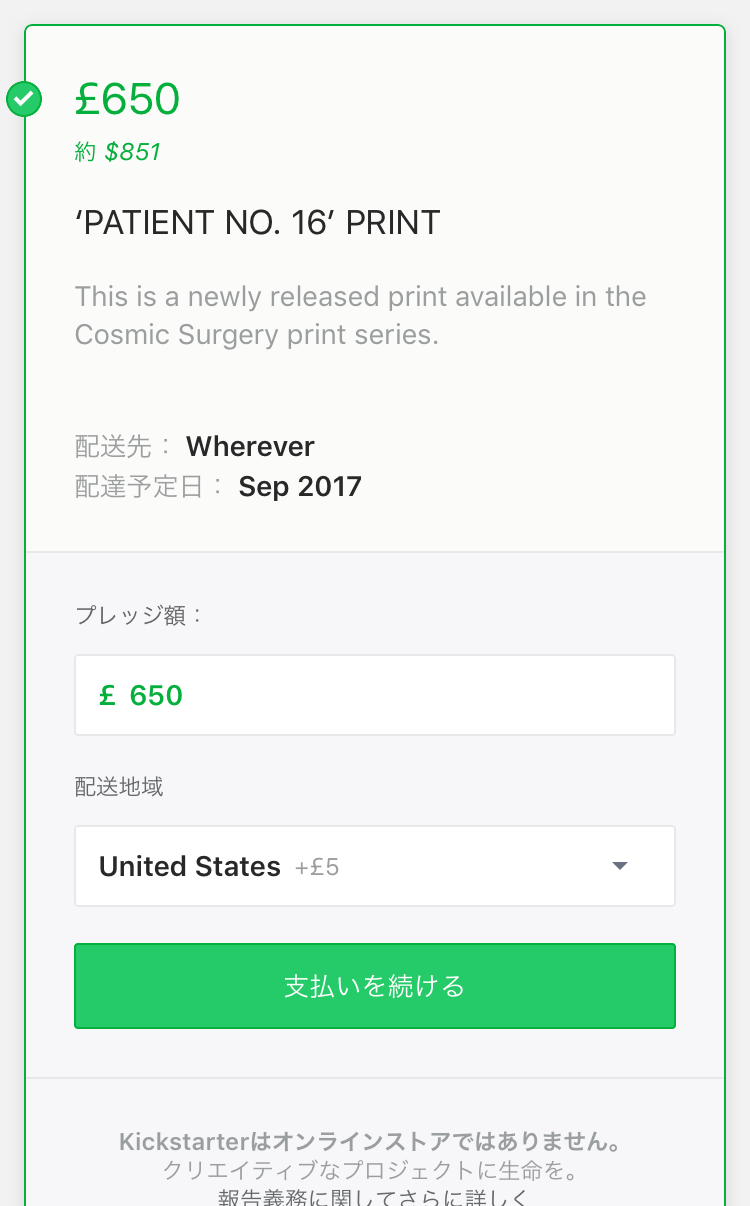 £650
約 $851
‘PATIENT NO. 16’ PRINT
This is a newly released print available in the
Cosmic Surgery print series.
配送先： Wherever
配達予定日： Sep 2017
プレッジ額：
£ 650
配送地域
United States +£5
支払いを続ける
Kickstarterはオンラインストアではありません。
クリエイティブなプロジェクトに生命を。
報告義務に関してさらに詳しく